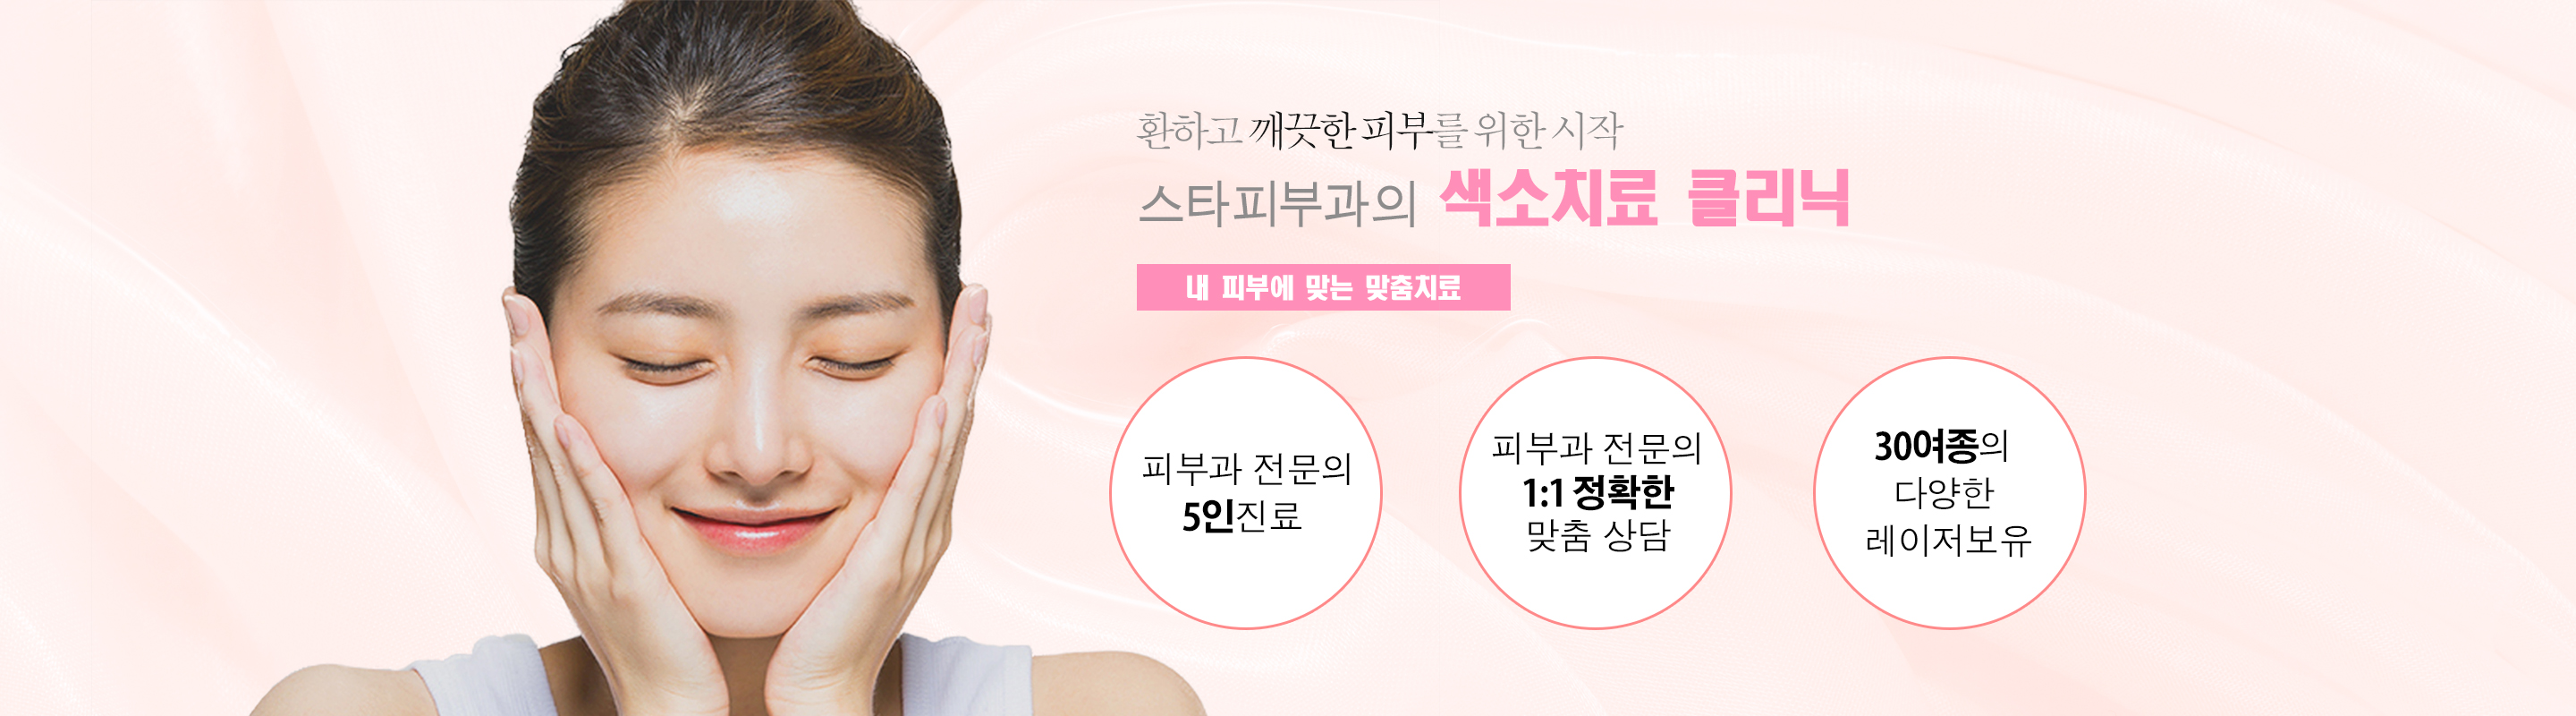 환하고 깨끗한 피부를 위한 시작
스타피부과의 색소치료 클리닉
내 피부에 맞는 맞춤치료
피부과 전문의
5인진료
피부과 전문의
1:1 정확한
맞춤 상담
30여종의
다양한
레이저보유